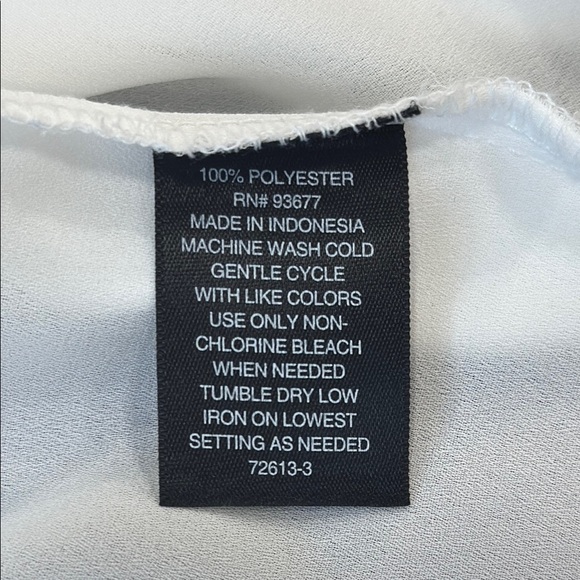 100% POLYESTER
RN# 93677
MADE IN INDONESIA
MACHINE WASH COLD
GENTLE CYCLE
WITH LIKE COLORS
USE ONLY NON-
CHLORINE BLEACH
WHEN NEEDED
TUMBLE DRY LOW
IRON ON LOWEST
SETTING AS NEEDED
72613-3